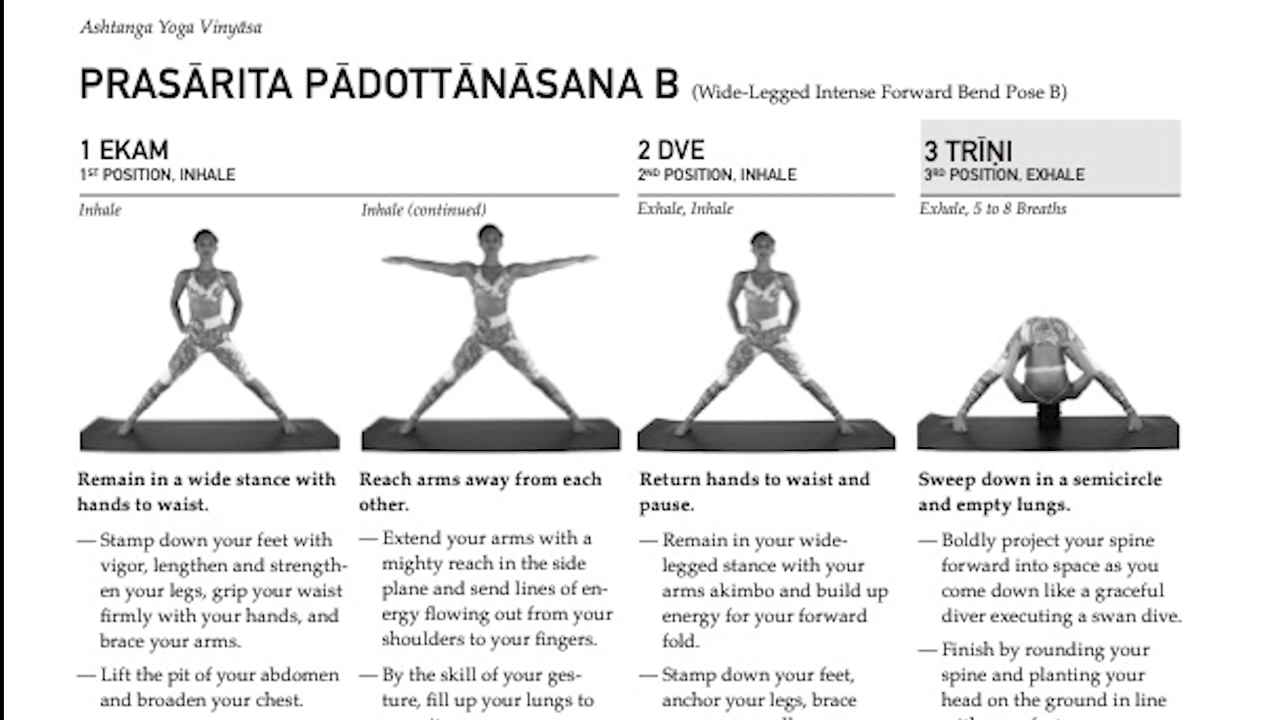 Ashtanga Yoga Vinyāsa
PRASĀRITA PĀDOTTĀNĀSANA B (Wide-Legged Intense Forward Bend Pose B)
1 EKAM
1ST POSITION, INHALE
Inhale
Inhale (continued)
Remain in a wide stance with
hands to waist.
— Stamp down your feet with
vigor, lengthen and strength-
en your legs, grip your waist
firmly with your hands, and
brace your arms.
— Lift the pit of your abdomen
and broaden your chest.
Reach arms away from each
other.
— Extend your arms with a
mighty reach in the side
plane and send lines of en-
ergy flowing out from your
shoulders to your fingers.
— By the skill of your ges-
ture, fill up your lungs to
2 DVE
2ND POSITION, INHALE
Exhale, Inhale
Return hands to waist and
pause.
— Remain in your wide-
legged stance with your
arms akimbo and build up
energy for your forward
fold.
— Stamp down your feet,
anchor your legs, brace
3 TRĪṆI
3RD POSITION, EXHALE
Exhale, 5 to 8 Breaths
Sweep down in a semicircle
and empty lungs.
— Boldly project your spine
forward into space as you
come down like a graceful
diver executing a swan dive.
— Finish by rounding your
spine and planting your
head on the ground in line